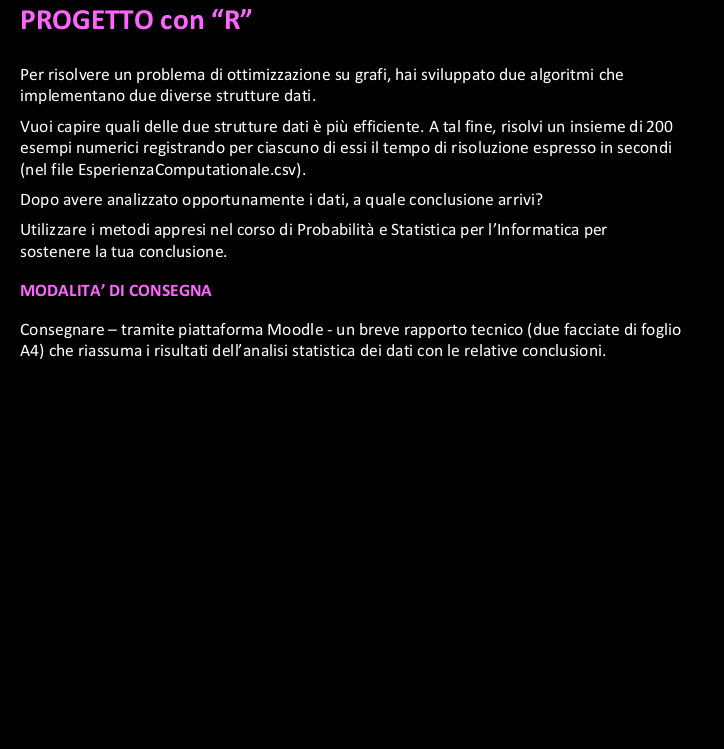 PROGETTO con “R”
Per risolvere un problema di ottimizzazione su grafi, hai sviluppato due algoritmi che
implementano due diverse strutture dati.
Vuoi capire quali delle due strutture dati è più efficiente. A tal fine, risolvi un insieme di 200
esempi numerici registrando per ciascuno di essi il tempo di risoluzione espresso in secondi
(nel file EsperienzaComputationale.csv).
Dopo avere analizzato opportunamente i dati, a quale conclusione arrivi?
Utilizzare i metodi appresi nel corso di Probabilità e Statistica per l’Informatica per
sostenere la tua conclusione.
MODALITA’ DI CONSEGNA
Consegnare – tramite piattaforma Moodle - un breve rapporto tecnico (due facciate di foglio
A4) che riassuma i risultati dell’analisi statistica dei dati con le relative conclusioni.